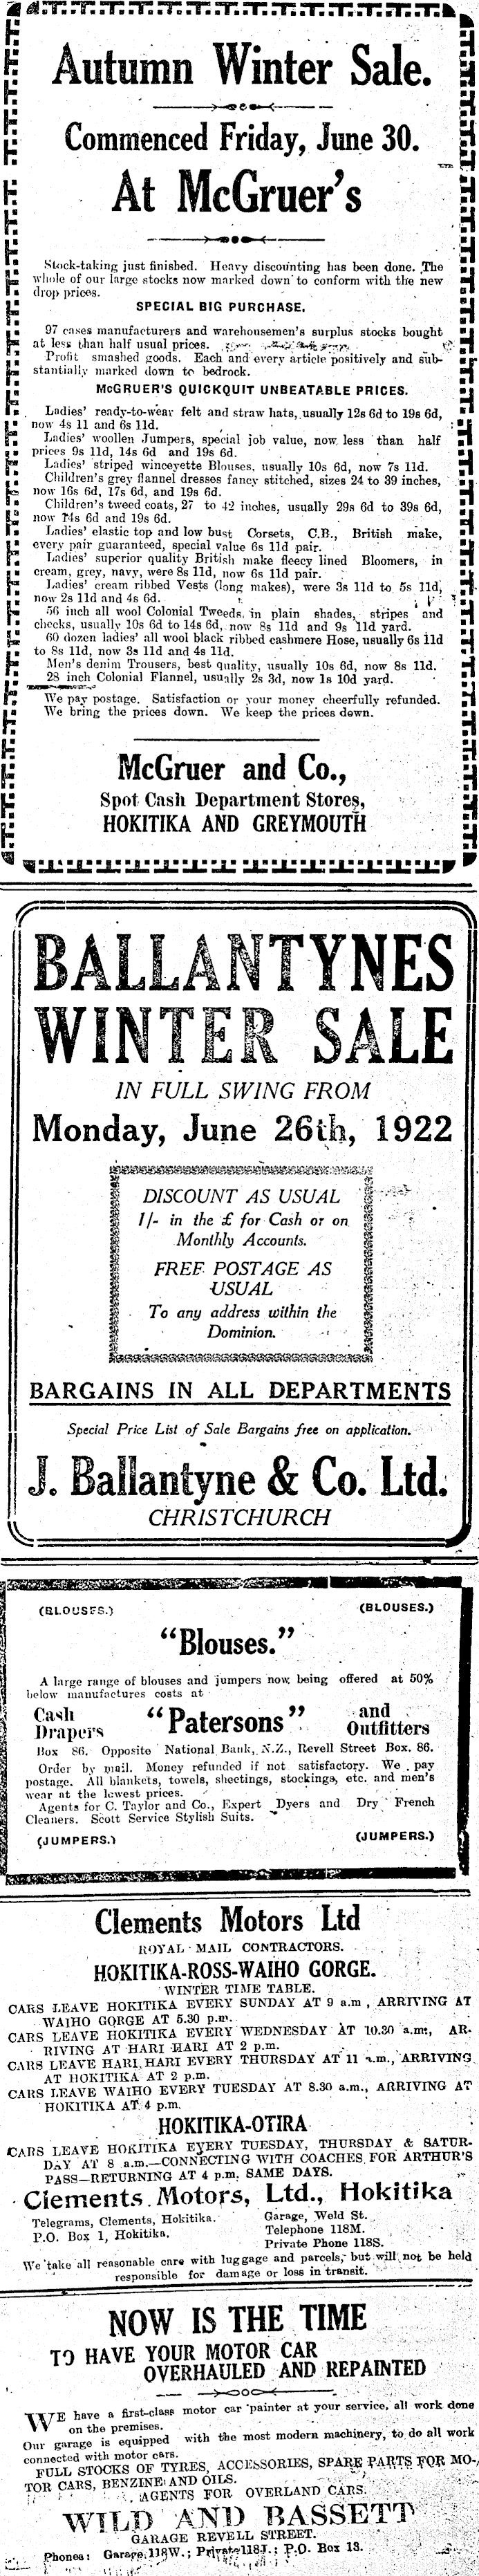 Autumn Winter Sale.
Commenced Friday, June 30.
At McGruer's
Stock-taking just finished. Heavy discounting has been done. The
whole of our large stocks now marked down to conform with the new
drop prices.
SPECIAL BIG PURCHASE.
97 cases manufacturers and warehousemen's surplus stocks bought
at less than half usual prices.
Profit smashed goods. Each and every article positively and sub-
stantially marked down to bedrock.
McGRUER'S QUICKQUIT UNBEATABLE PRICES.
Ladies' ready-to-wear felt and straw hats, usually 12s 6d to 19s 6d,
now 4s 11 and 6s 11d.
Ladies' woollen Jumpers, special job value, now less than half
prices 9s 11d, 14s 6d and 19s 6d.
Ladies' striped winceyette Blouses, usually 10s 6d, now 7s 11d.
Children's grey flannel dresses fancy stitched, sizes 24 to 39 inches,
now 16s 6d, 17s 6d, and 19s 6d.
Children's tweed coats, 27 to 42 inches, usually 29s 6d to 39s 6d,
now 14s 6d and 19s 6d.
Ladies' elastic top and low bust Corsets, C.B., British make,
every pair guaranteed, special value 6s 11d pair.
Ladies' superior quality British make fleecy lined Bloomers, in
cream, grey, navy, were 8s 11d, now 6s 11d pair.
Ladies' cream ribbed Vests (long makes), were 3s 11d to 5s 11d,
now 2s 11d and 4s 6d.
56 inch all wool Colonial Tweeds, in plain shades, stripes and
checks, usually 10s 6d to 14s 6d, now 8s 11d and 9s 11d yard.
60 dozen ladies' all wool black ribbed cashmere Hose, usually 6s 11d
to 8s 11d, now 3s 11d and 4s 11d.
Men's denim Trousers, best quality, usually 10s 6d, now 8s 11d.
28 inch Colonial Flannel, usually 2s 3d, now 1s 10d yard.
We pay postage. Satisfaction or your money cheerfully refunded.
We bring the prices down. We keep the prices down.
McGruer and Co.,
Spot Cash Department Stores,
HOKITIKA AND GREYMOUTH
BALLANTYNES
WINTER SALE
IN FULL SWING FROM
Monday, June 26th, 1922
DISCOUNT AS USUAL
1/- in the £ for Cash or on
Monthly Accounts.
FREE POSTAGE AS
USUAL
To any address within the
Dominion.
BARGAINS IN ALL DEPARTMENTS
Special Price List of Sale Bargains free on application.
J. Ballantyne & Co. Ltd.
CHRISTCHURCH
(BLOUSES.) (BLOUSES.)
"Blouses."
A large range of blouses and jumpers now being offered at 50%
below manufactures costs at
Cash Drapers "Patersons" and Outfitters
Box 86. Opposite National Bank, N.Z., Revell Street Box. 86.
Order by mail. Money refunded if not satisfactory. We pay
postage. All blankets, towels, sheetings, stockings, etc. and men's
wear at the lowest prices.
Agents for C. Taylor and Co., Expert Dyers and Dry French
Cleaners. Scott Service Stylish Suits.
(JUMPERS.) (JUMPERS.)
Clements Motors Ltd
ROYAL MAIL CONTRACTORS.
HOKITIKA-ROSS-WAIHO GORGE.
WINTER TIME TABLE.
CARS LEAVE HOKITIKA EVERY SUNDAY AT 9 a.m, ARRIVING AT
WAIHO GORGE AT 5.30 p.m.
CARS LEAVE HOKITIKA EVERY WEDNESDAY AT 10.30 a.m., AR-
RIVING AT HARI HARI AT 2 p.m.
CARS LEAVE HARI HARI EVERY THURSDAY AT 11 a.m., ARRIVING
AT HOKITIKA AT 2 p.m.
CARS LEAVE WAIHO EVERY TUESDAY AT 8.30 a.m., ARRIVING AT
HOKITIKA AT 4 p.m.
HOKITIKA-OTIRA
CARS LEAVE HOKITIKA EVERY TUESDAY, THURSDAY & SATUR-
DAY AT 8 a.m.—CONNECTING WITH COACHES FOR ARTHUR'S
PASS—RETURNING AT 4 p.m. SAME DAYS.
Clements Motors, Ltd., Hokitika
Telegrams, Clements, Hokitika. Garage, Weld St.
P.O. Box 1, Hokitika. Telephone 118M.
Private Phone 118S.
We take all reasonable care with luggage and parcels, but will not be held
responsible for damage or loss in transit.
NOW IS THE TIME
TO HAVE YOUR MOTOR CAR
OVERHAULED AND REPAINTED
WE have a first-class motor car painter at your service, all work done
on the premises.
Our garage is equipped with the most modern machinery, to do all work
connected with motor cars.
FULL STOCKS OF TYRES, ACCESSORIES, SPARE PARTS FOR MO-
TOR CARS, BENZINE AND OILS.
AGENTS FOR OVERLAND CARS.
WILD AND BASSETT
GARAGE REVELL STREET.
Phones: Garage 118W.; Private 118J.; P.O. Box 18.